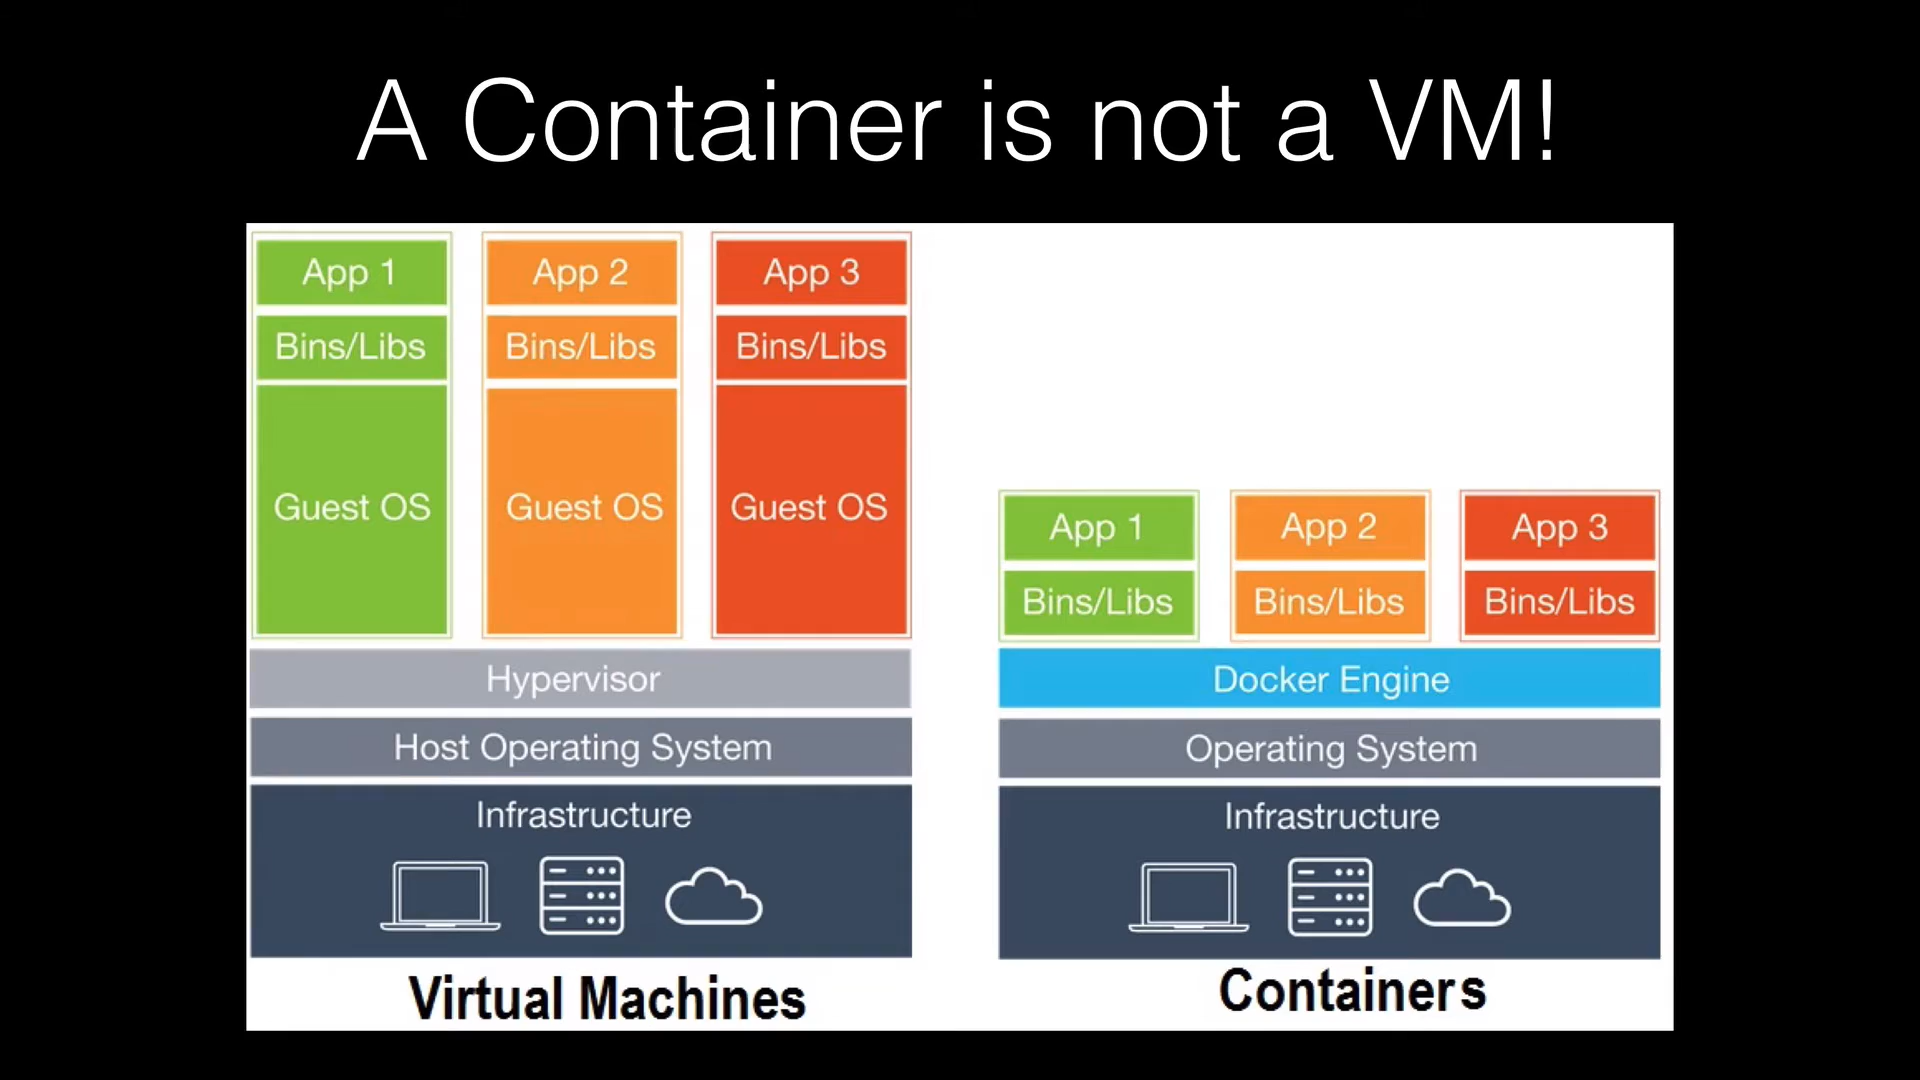 A Container is not a VM!
App 1
Bins/Libs
Guest OS
App 2
Bins/Libs
Guest OS
App 3
Bins/Libs
Guest OS
Hypervisor
Host Operating System
Infrastructure
Virtual Machines
App 1
Bins/Libs
App 2
Bins/Libs
App 3
Bins/Libs
Docker Engine
Operating System
Infrastructure
Containers